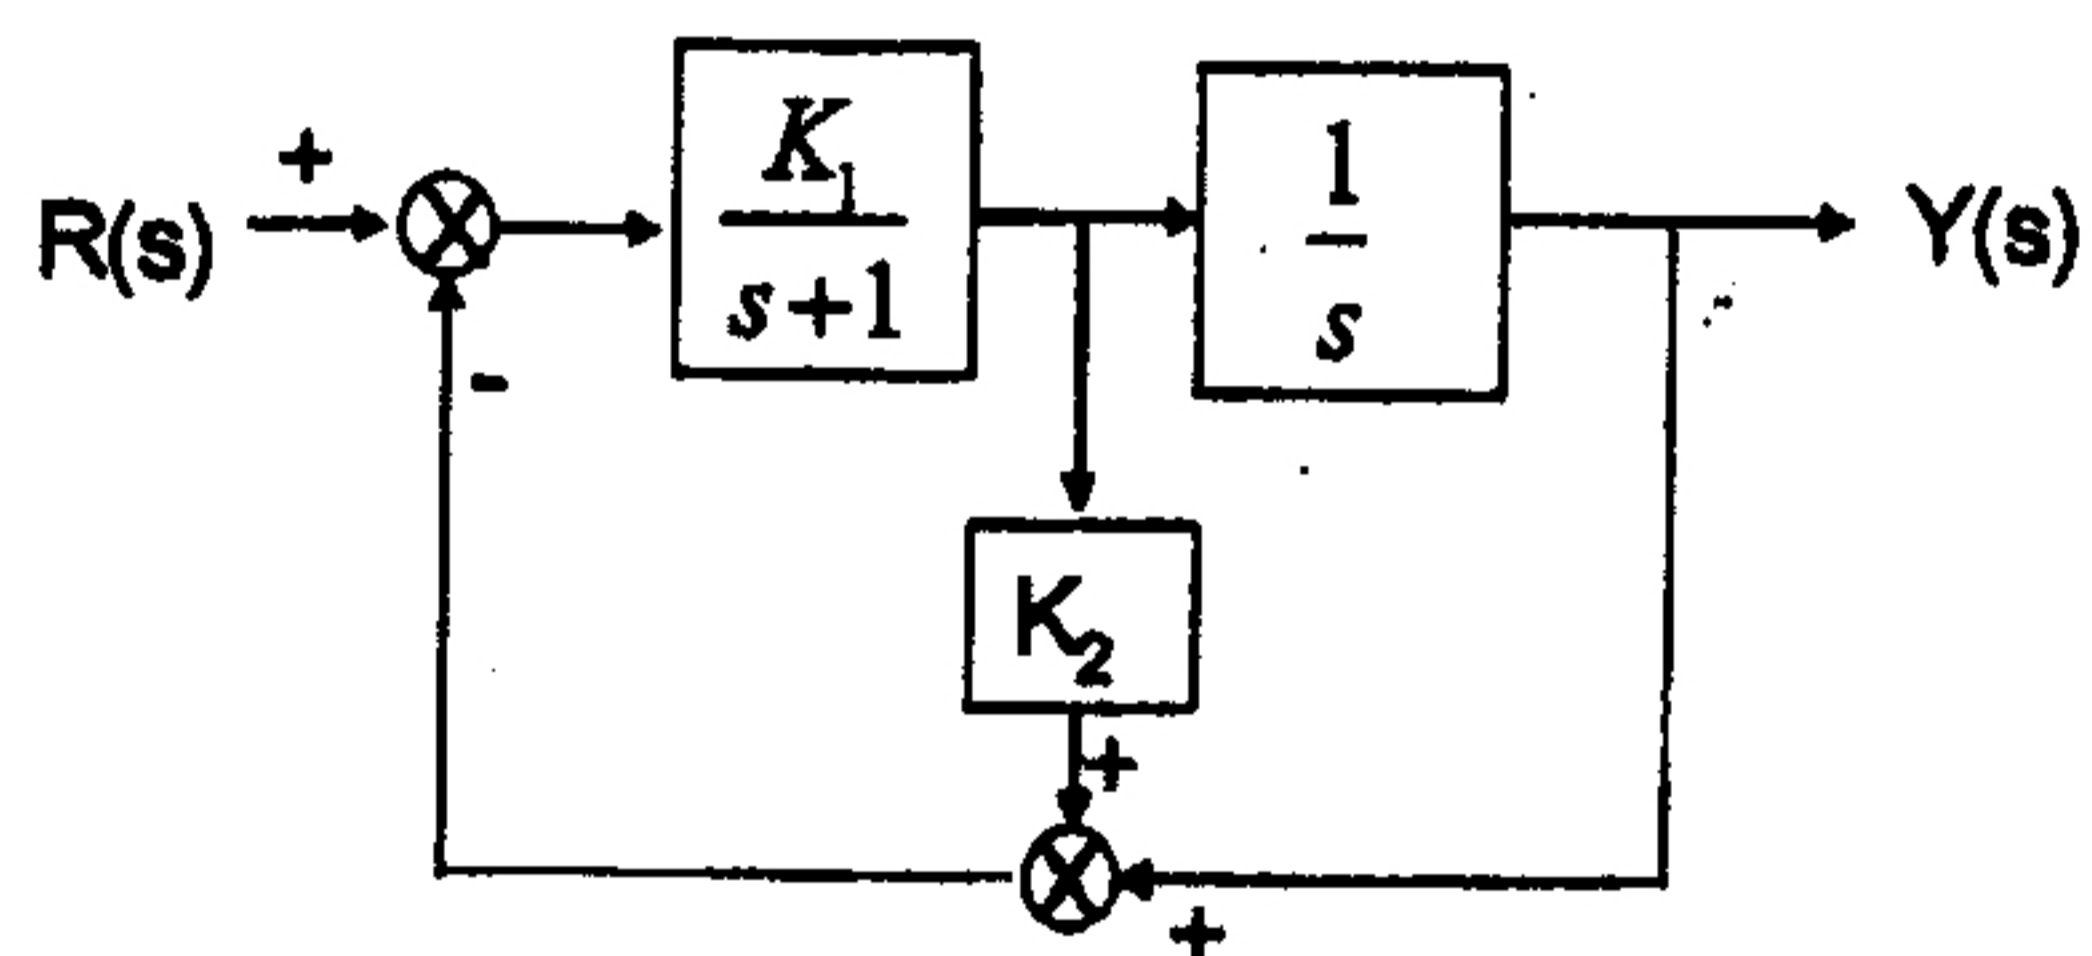 R(s)
+
-
K₁
s+1
1
s
Y(s)
K₂
+
+